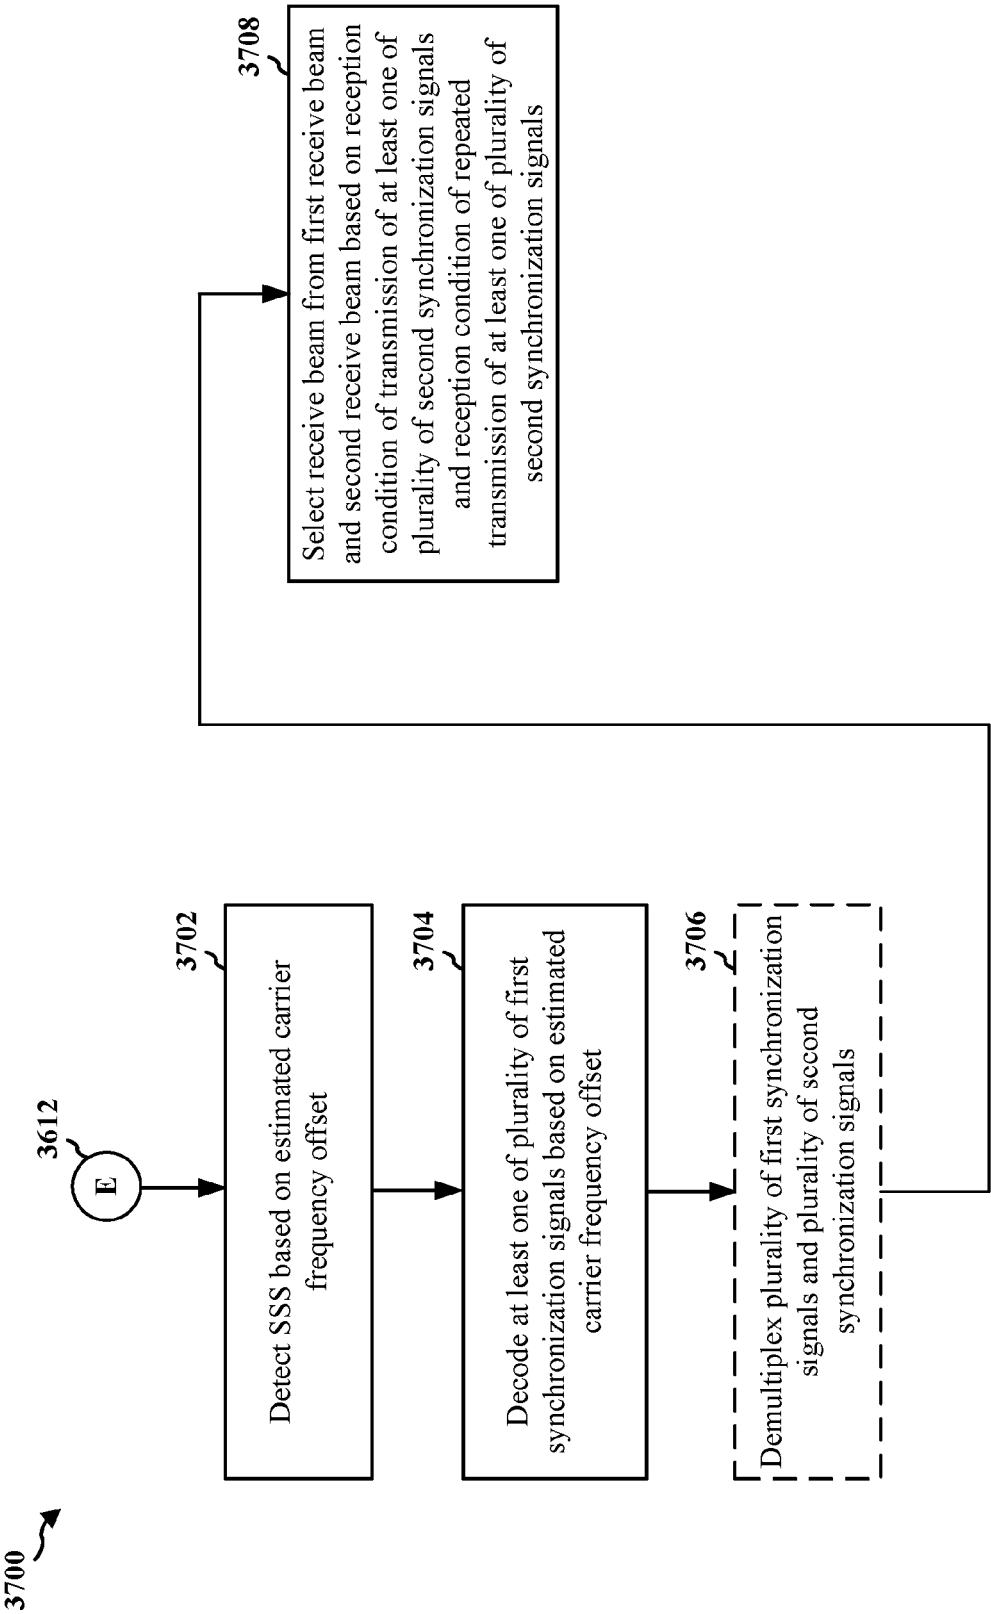 3700
3612
E
3702
Detect SSS based on estimated carrier
frequency offset
3704
Decode at least one of plurality of first
synchronization signals based on estimated
carrier frequency offset
3706
Demultiplex plurality of first synchronization
signals and plurality of second
synchronization signals
3708
Select receive beam from first receive beam
and second receive beam based on reception
condition of transmission of at least one of
plurality of second synchronization signals
and reception condition of repeated
transmission of at least one of plurality of
second synchronization signals